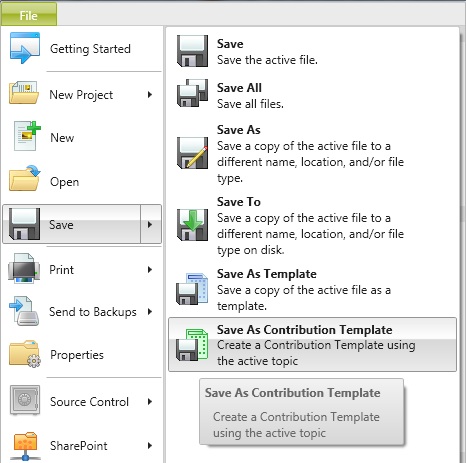 File
Getting Started
New Project
New
Open
Save
Print
Send to Backups
Properties
Source Control
SharePoint
Save
Save the active file.
Save All
Save all files.
Save As
Save a copy of the active file to a
different name, location, and/or file
type.
Save To
Save a copy of the active file to a
different name, location, and/or file
type on disk.
Save As Template
Save a copy of the active file as a
template.
Save As Contribution Template
Create a Contribution Template using
the active topic
Save As Contribution Template
Create a Contribution Template
using the active topic